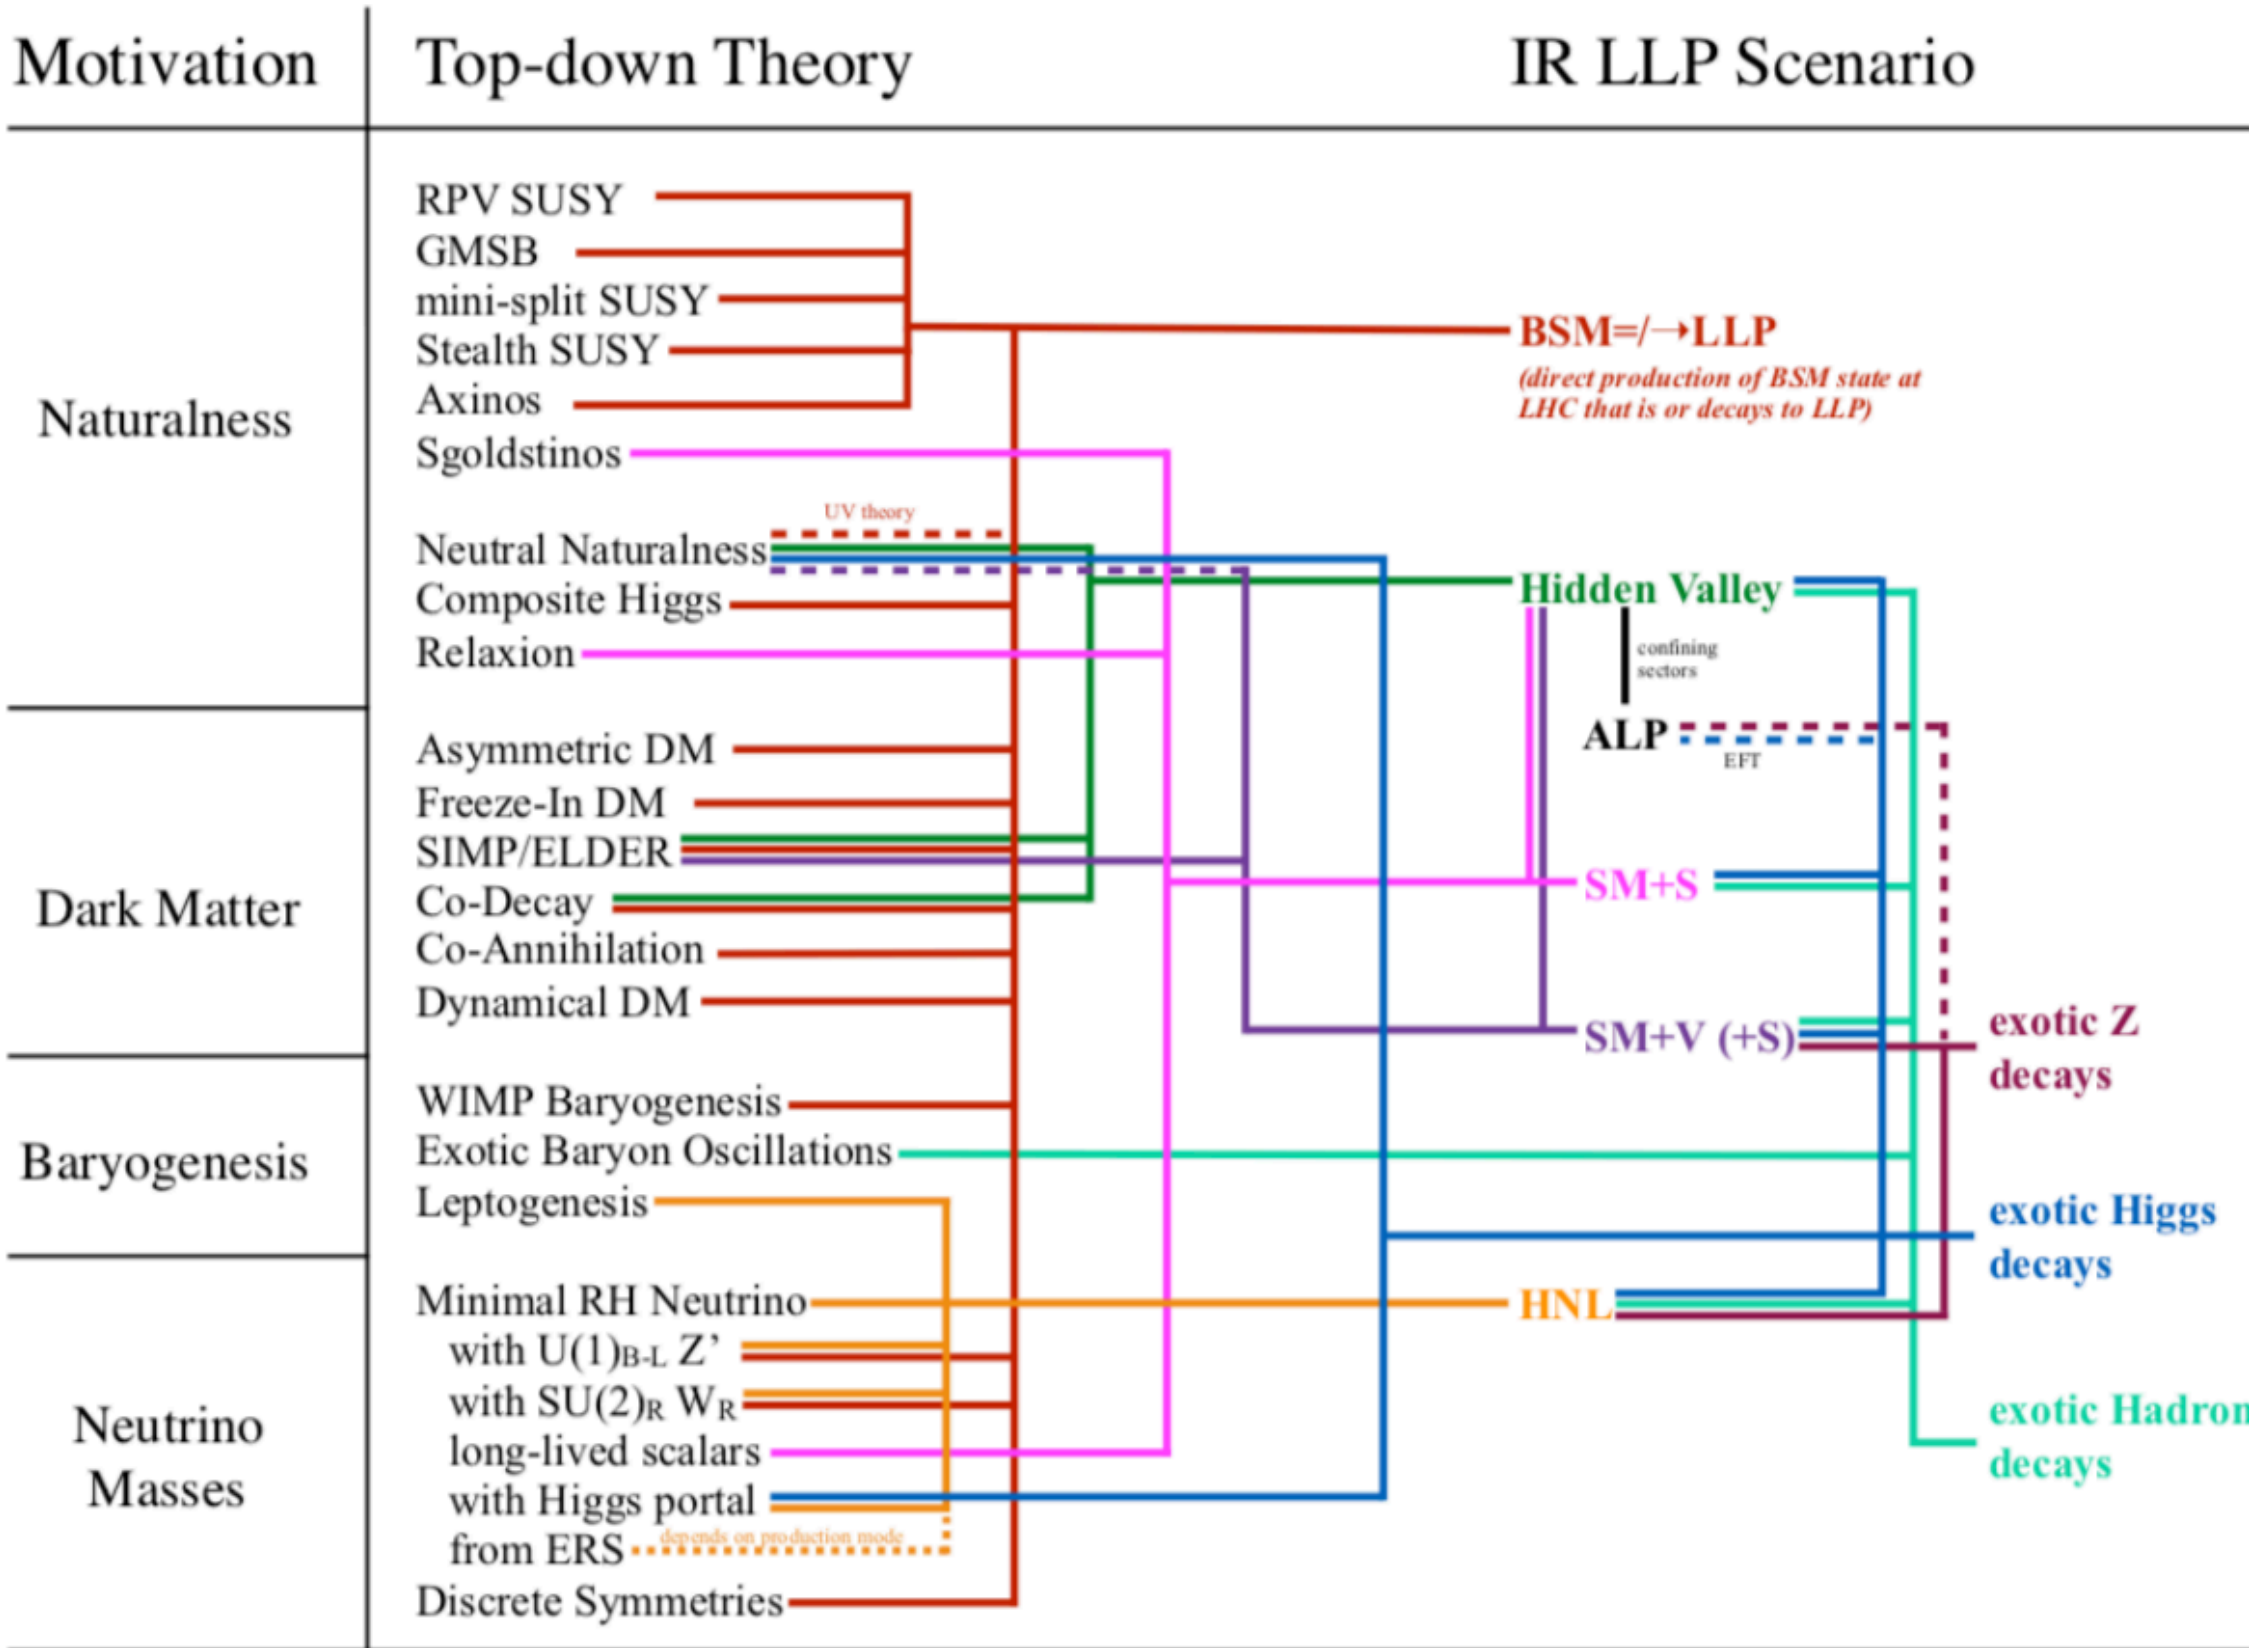 Motivation
Top-down Theory
IR LLP Scenario
Naturalness
RPV SUSY
GMSB
mini-split SUSY
Stealth SUSY
Axinos
Sgoldstinos
UV theory
Neutral Naturalness
Composite Higgs
Relaxion
BSM=/→LLP
(direct production of BSM state at
LHC that is or decays to LLP)
Hidden Valley
confining
sectors
ALP
EFT
Dark Matter
Asymmetric DM
Freeze-In DM
SIMP/ELDER
Co-Decay
Co-Annihilation
Dynamical DM
SM+S
SM+V (+S)
exotic Z
decays
Baryogenesis
WIMP Baryogenesis
Exotic Baryon Oscillations
Leptogenesis
exotic Higgs
decays
Neutrino
Masses
Minimal RH Neutrino
with U(1)B-L Z’
with SU(2)R WR
long-lived scalars
with Higgs portal
depends on production mode
from ERS
Discrete Symmetries
HNL
exotic Hadron
decays